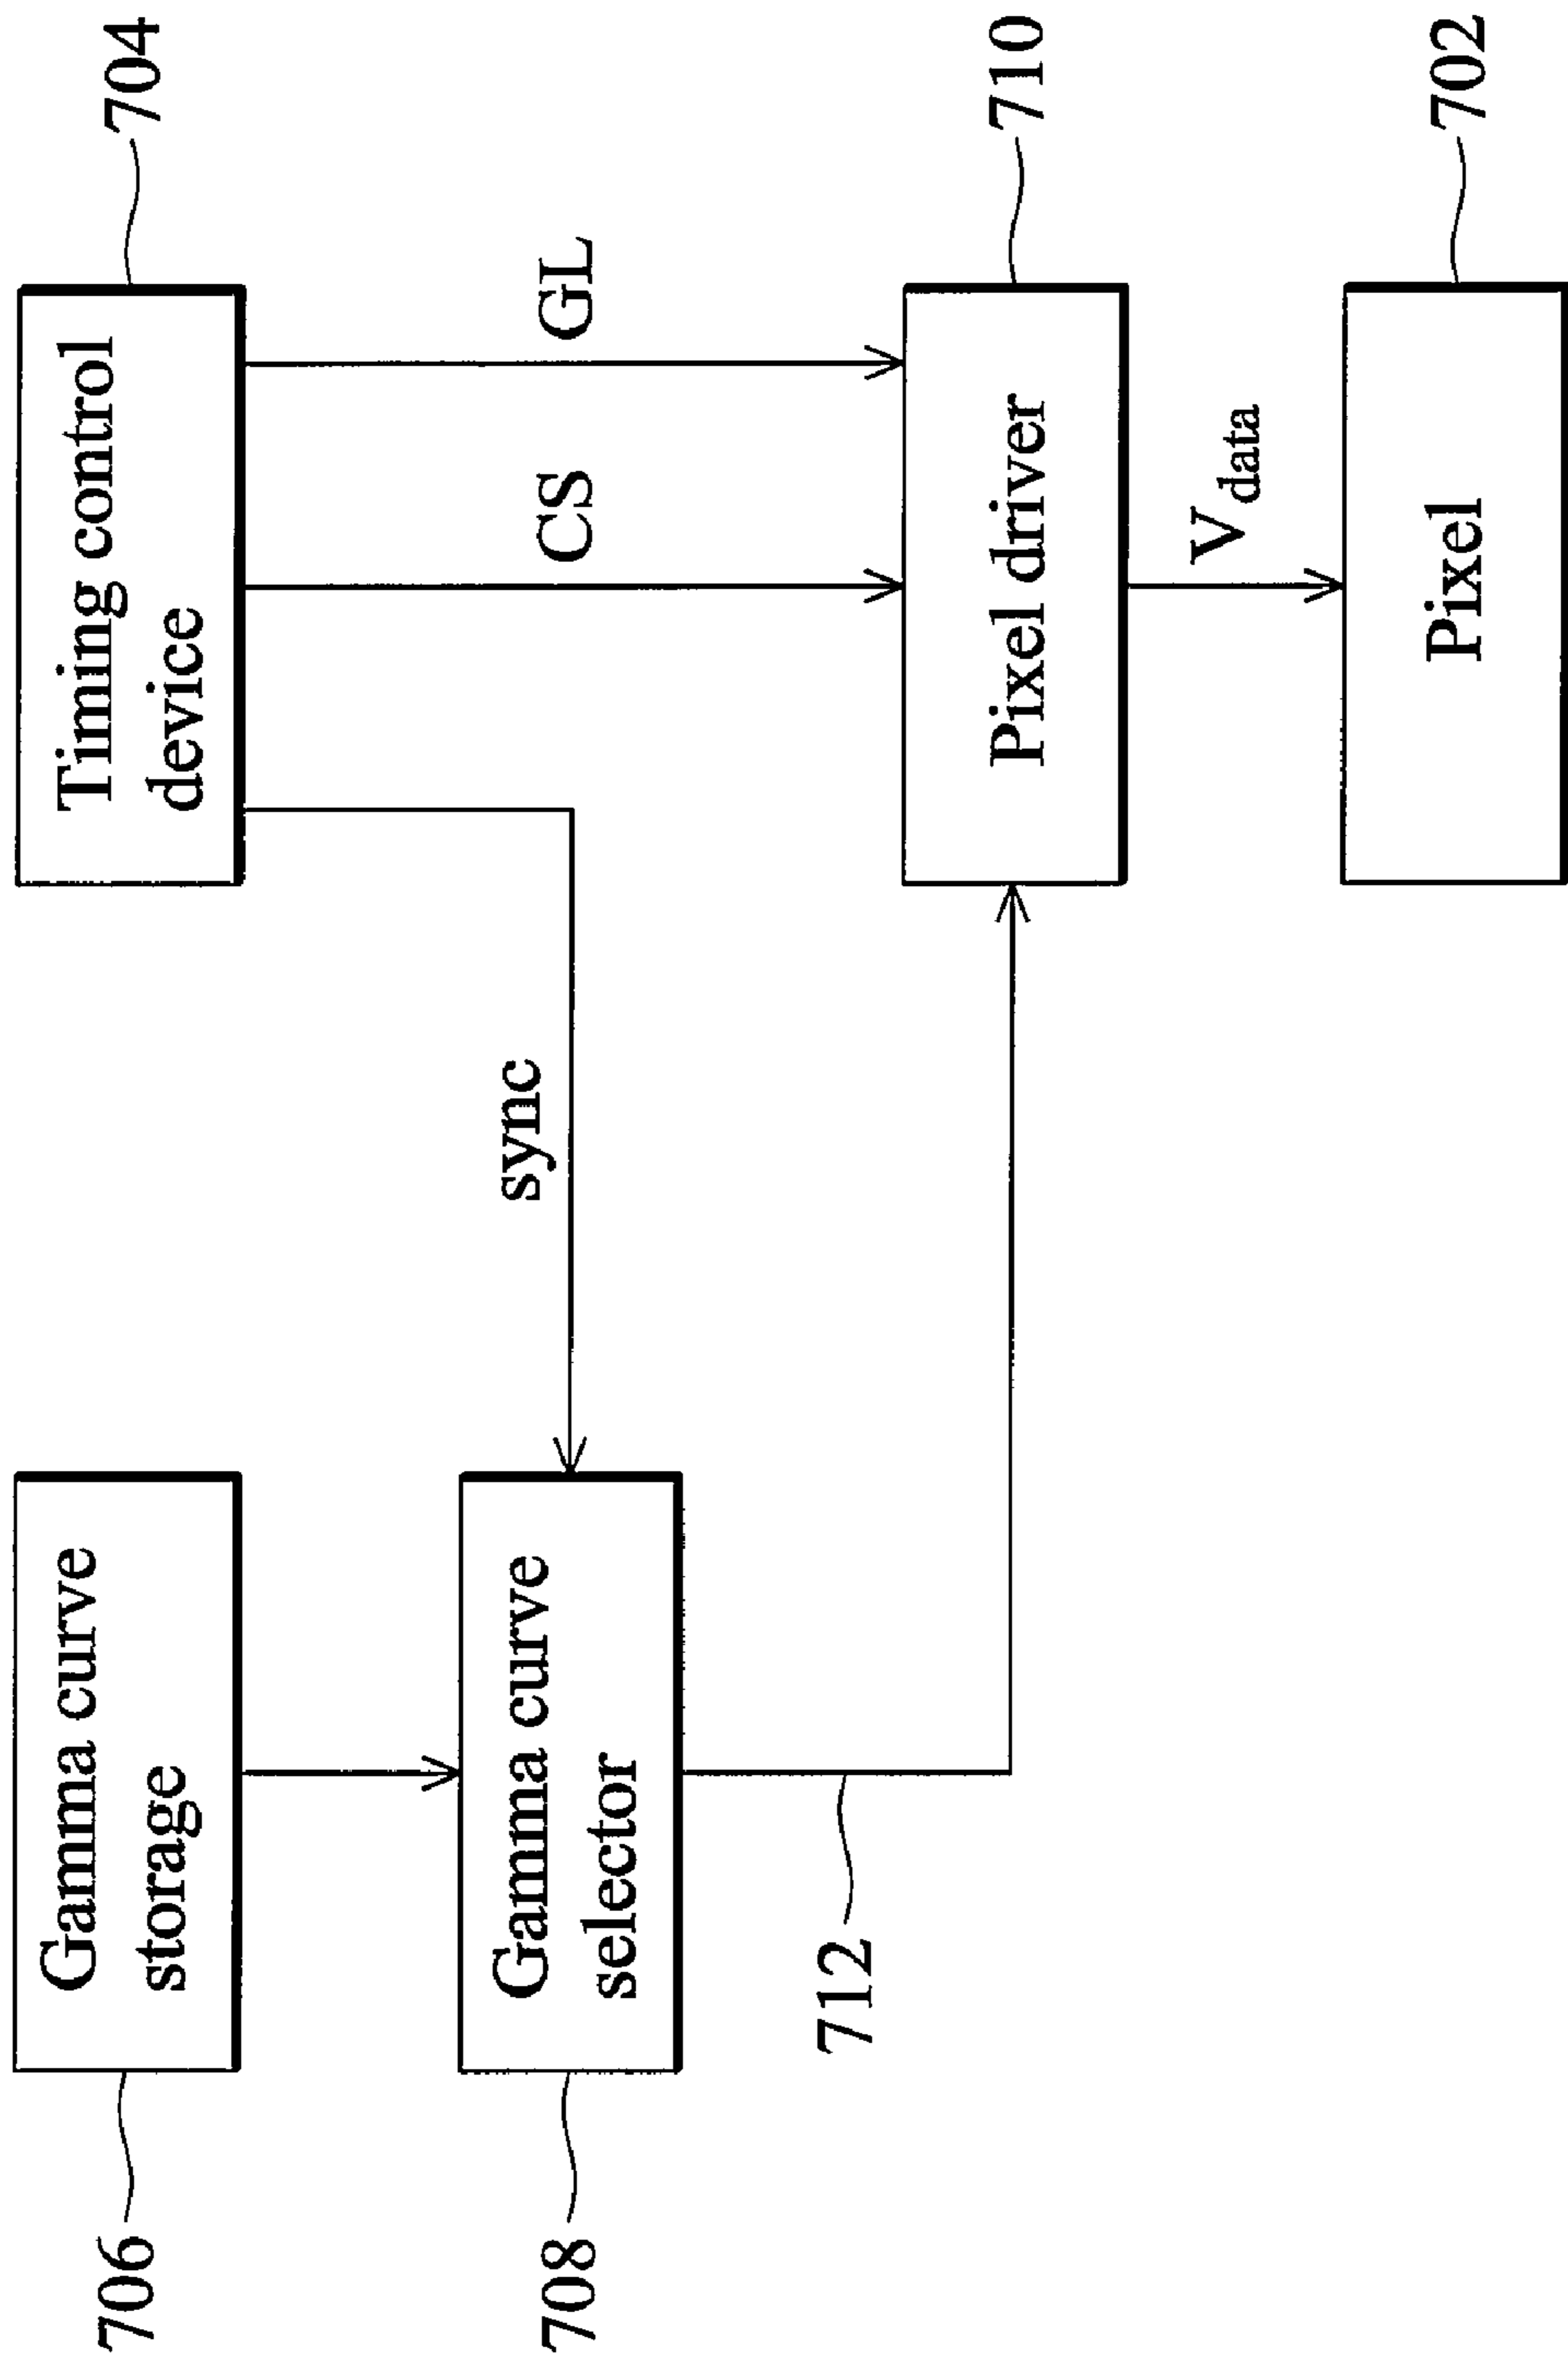 706
Gamma curve
storage
Timing control
device
704
708
Gamma curve
selector
sync
CS
GL
712
Pixel driver
710
Vdata
Pixel
702